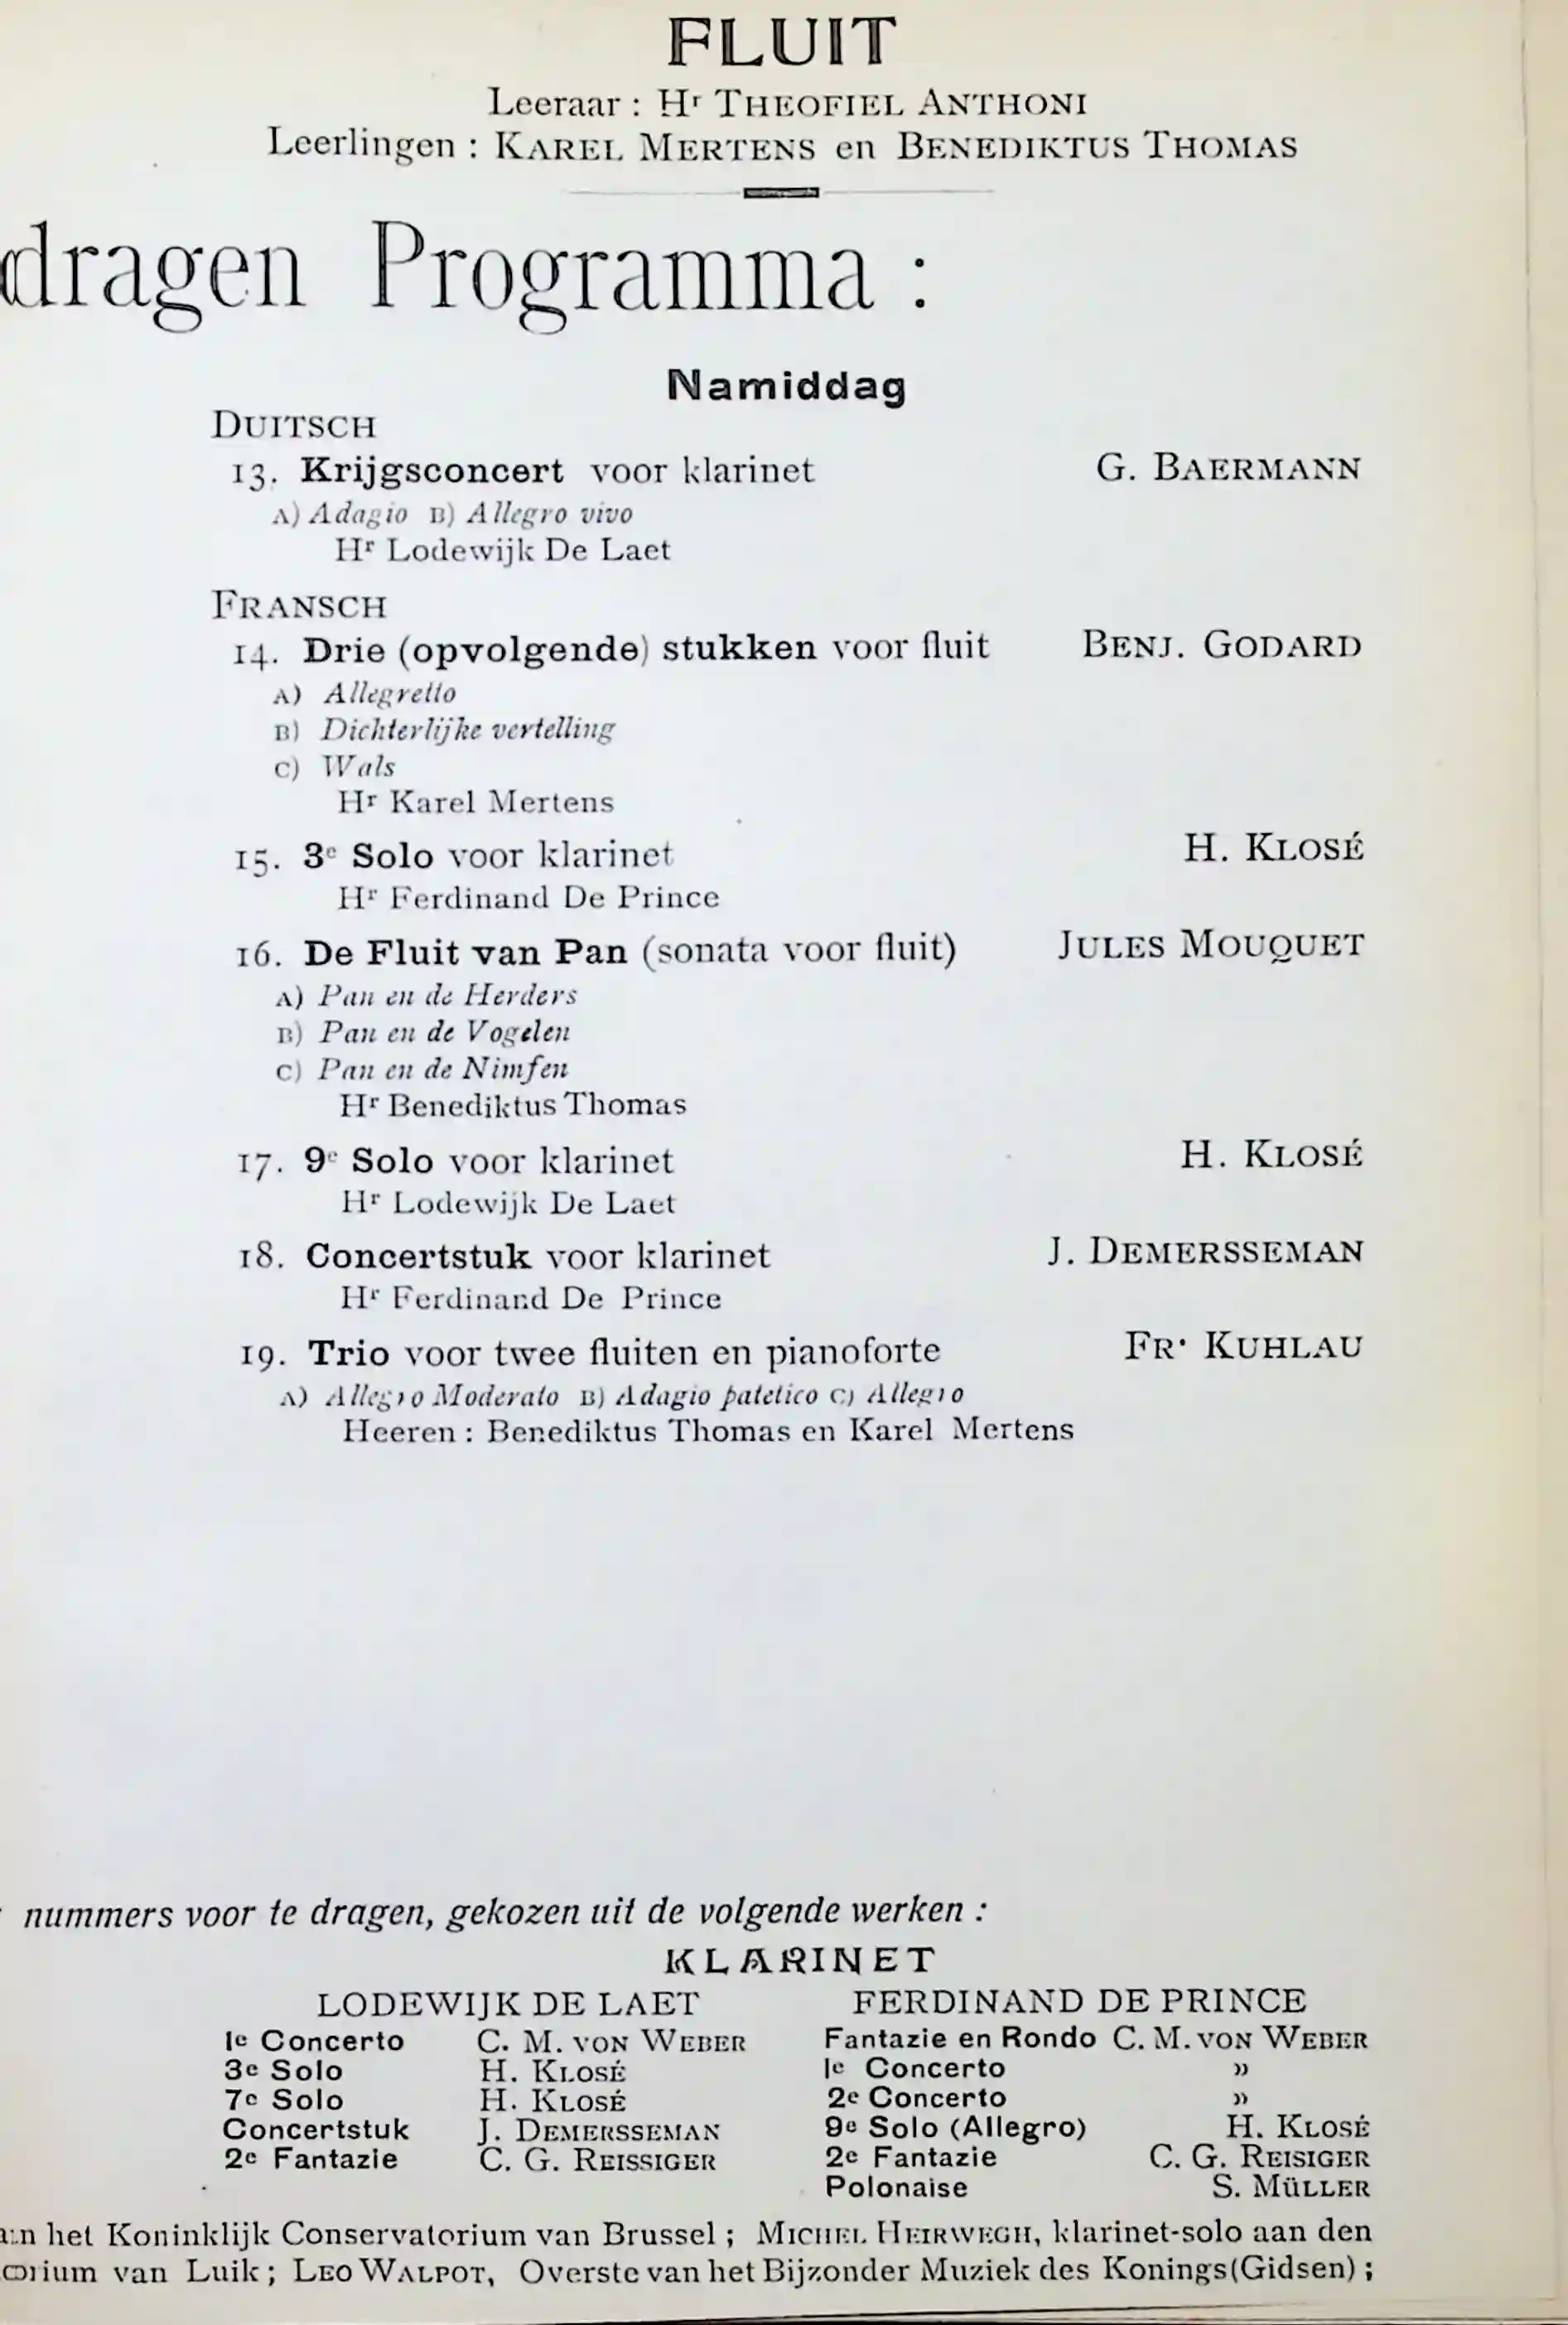 FLUIT
Leeraar : Hr THEOFIEL ANTHONI
Leerlingen : KAREL MERTENS en BENEDIKTUS THOMAS
dragen Programma :
Namiddag
DUITSCH
13. Krijgsconcert voor klarinet G. BAERMANN
A) Adagio B) Allegro vivo
Hr Lodewijk De Laet
FRANSCH
14. Drie (opvolgende) stukken voor fluit BENJ. GODARD
A) Allegretto
B) Dichterlijke vertelling
C) Wals
Hr Karel Mertens
15. 3e Solo voor klarinet H. KLOSÉ
Hr Ferdinand De Prince
16. De Fluit van Pan (sonata voor fluit) JULES MOUQUET
A) Pan en de Herders
B) Pan en de Vogelen
C) Pan en de Nimfen
Hr Benediktus Thomas
17. 9e Solo voor klarinet H. KLOSÉ
Hr Lodewijk De Laet
18. Concertstuk voor klarinet J. DEMERSSEMAN
Hr Ferdinand De Prince
19. Trio voor twee fluiten en pianoforte FR. KUHLAU
A) Allegro Moderato B) Adagio patetico C) Allegro
Heeren : Benediktus Thomas en Karel Mertens
nummers voor te dragen, gekozen uit de volgende werken :
KLARINET
LODEWIJK DE LAET FERDINAND DE PRINCE
1e Concerto C. M. VON WEBER Fantazie en Rondo C. M. VON WEBER
3e Solo H. KLOSÉ 1e Concerto »
7e Solo H. KLOSÉ 2e Concerto »
Concertstuk J. DEMERSSEMAN 9e Solo (Allegro) H. KLOSÉ
2e Fantazie C. G. REISSIGER 2e Fantazie C. G. REISIGER
Polonaise S. MüLLER
het Koninklijk Conservatorium van Brussel ; MICHEL HEIRWEGH, klarinet-solo aan den
orium van Luik ; LEO WALPOT, Overste van het Bijzonder Muziek des Konings(Gidsen) ;